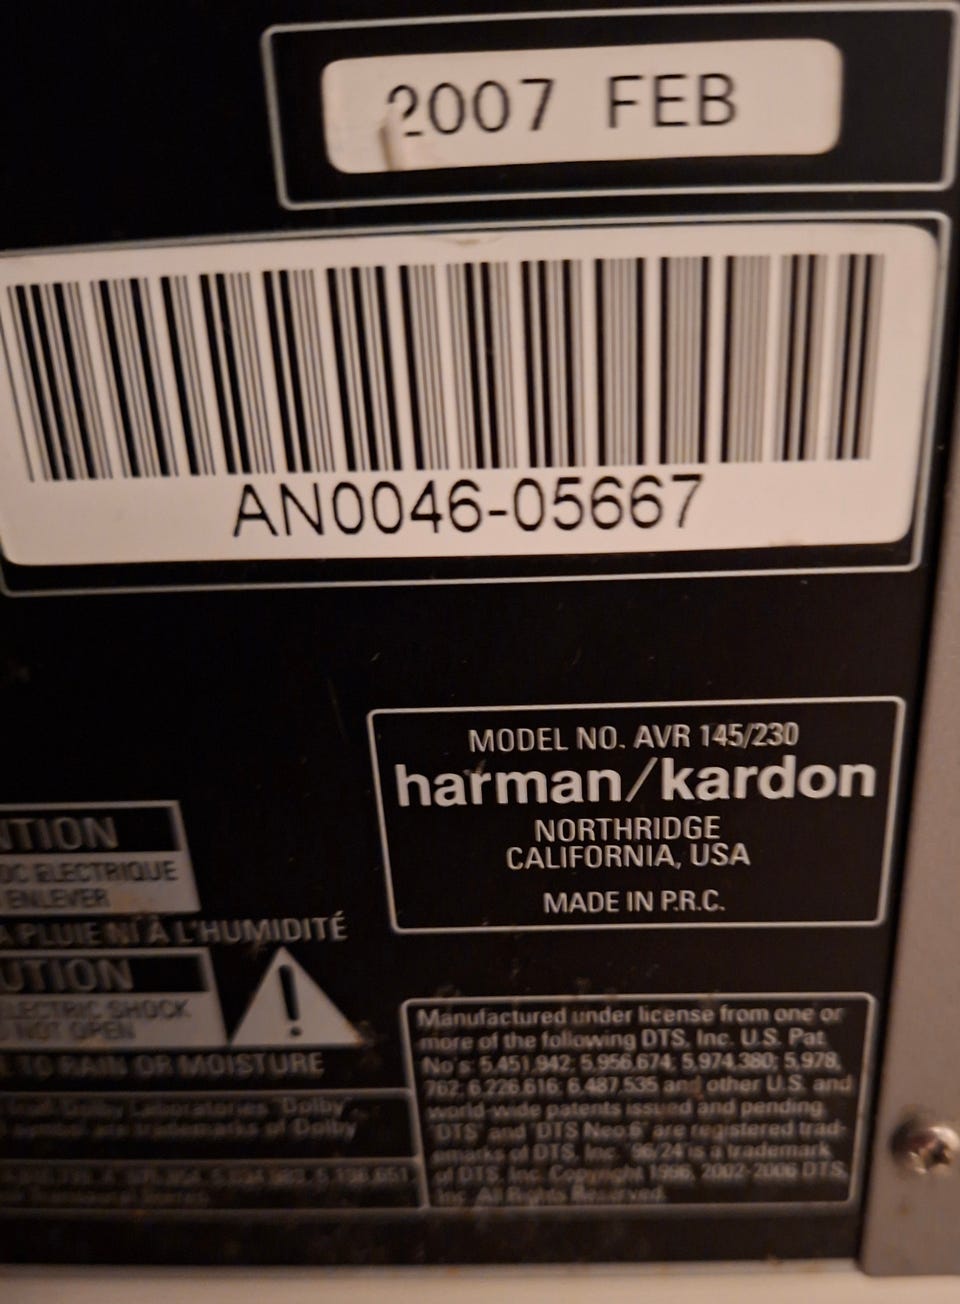 2007 FEB
AN0046-05667
MODEL NO. AVR 145/230
harman/kardon
NORTHRIDGE
CALIFORNIA, USA
MADE IN P.R.C.
NTION
OC ELECTRIQUE
ENLEVER
A PLUIE NI À L'HUMIDITÉ
UTION
LECTRIC SHOCK
NOT OPEN
TO RAIN OR MOISTURE
Dolby Laboratories "Dolby"
symbol are trademarks of Dolby
Manufactured under license from one or
more of the following DTS, Inc. U.S. Pat
No's: 5,451,942; 5,956,674; 5,974,380; 5,978,
762; 6,226,616; 6,487,535 and other U.S. and
world-wide patents issued and pending.
"DTS" and "DTS Neo:6" are registered trad-
emarks of DTS, Inc. "96/24" is a trademark
of DTS, Inc. Copyright 1996, 2002-2006 DTS,
Inc. All Rights Reserved.